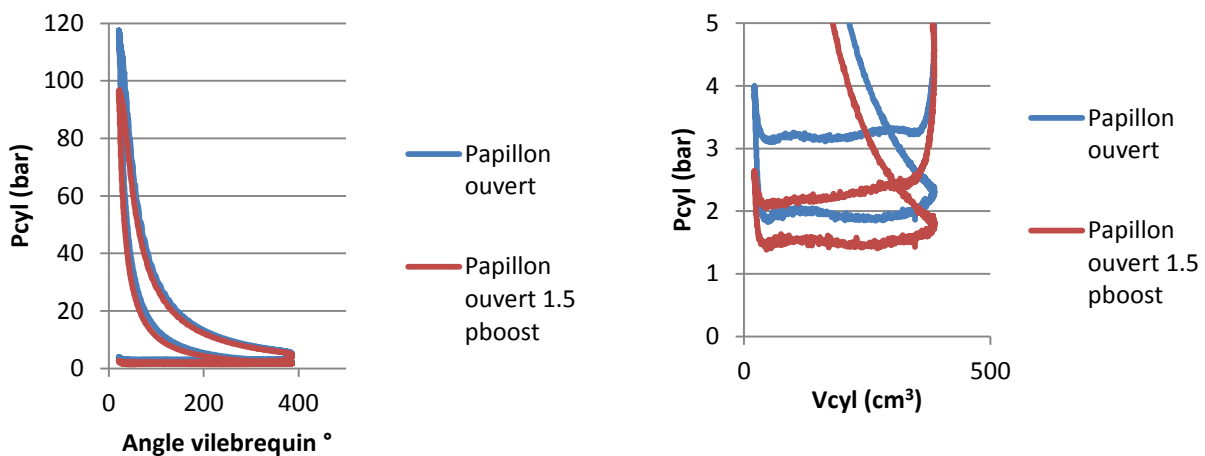 120
100
80
60
40
20
0
Pcyl (bar)
0 200 400
Angle vilebrequin °
Papillon
ouvert
Papillon
ouvert 1.5
pboost
5
4
3
2
1
0
Pcyl (bar)
0 500
Vcyl (cm³)
Papillon
ouvert
Papillon
ouvert 1.5
pboost